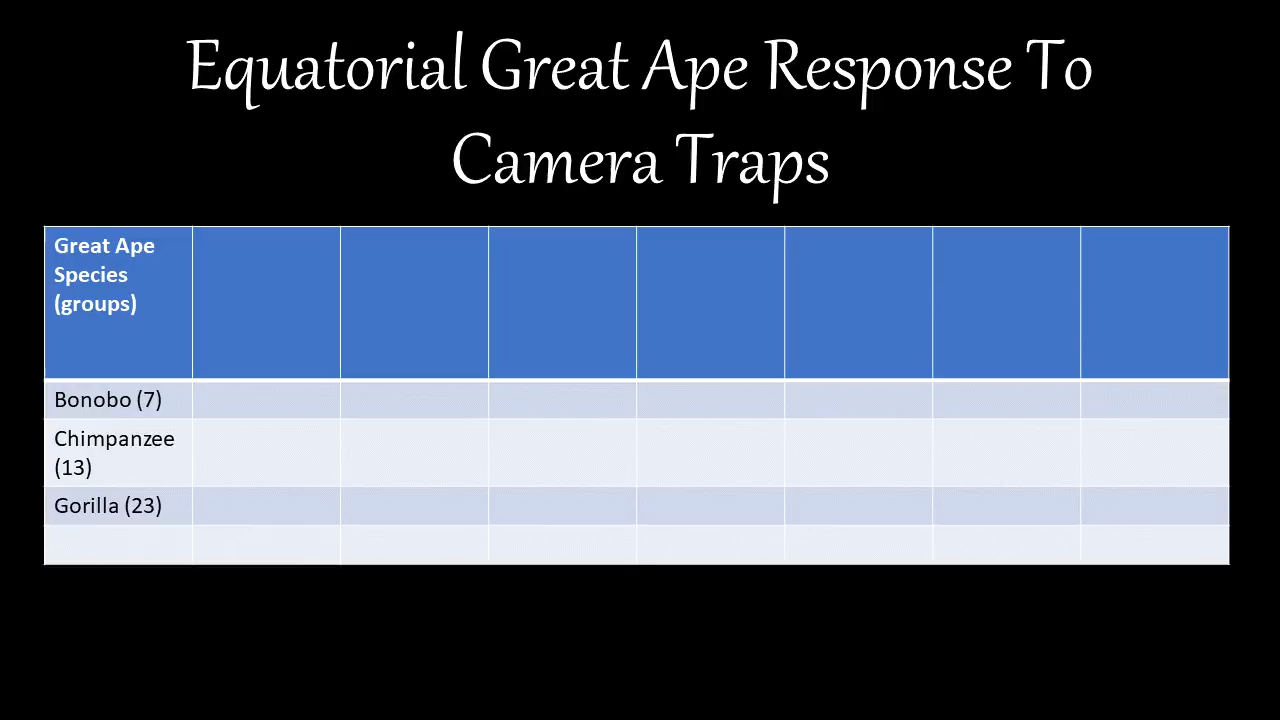 Equatorial Great Ape Response To
Camera Traps
Great Ape
Species
(groups)
Bonobo (7)
Chimpanzee
(13)
Gorilla (23)